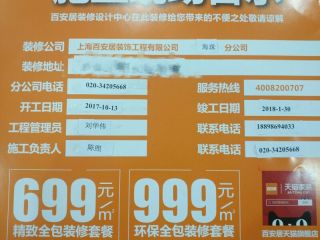 百安居装修设计中心在此装修给您带来的不便之处敬请谅解
装修公司 上海百安居装饰工程有限公司 海珠 分公司
装修地址
分公司电话 020-34205668 服务热线 4008200707
开工日期 2017-10-13 竣工日期 2018-1-30
工程管理员 刘华伟 联系电话 18898694033
施工负责人 陈朗 联系电话 020-34205668
699元/m² 999元/m²
精致全包装修套餐 环保全包装修套餐
天猫家装
百安居天猫旗舰店